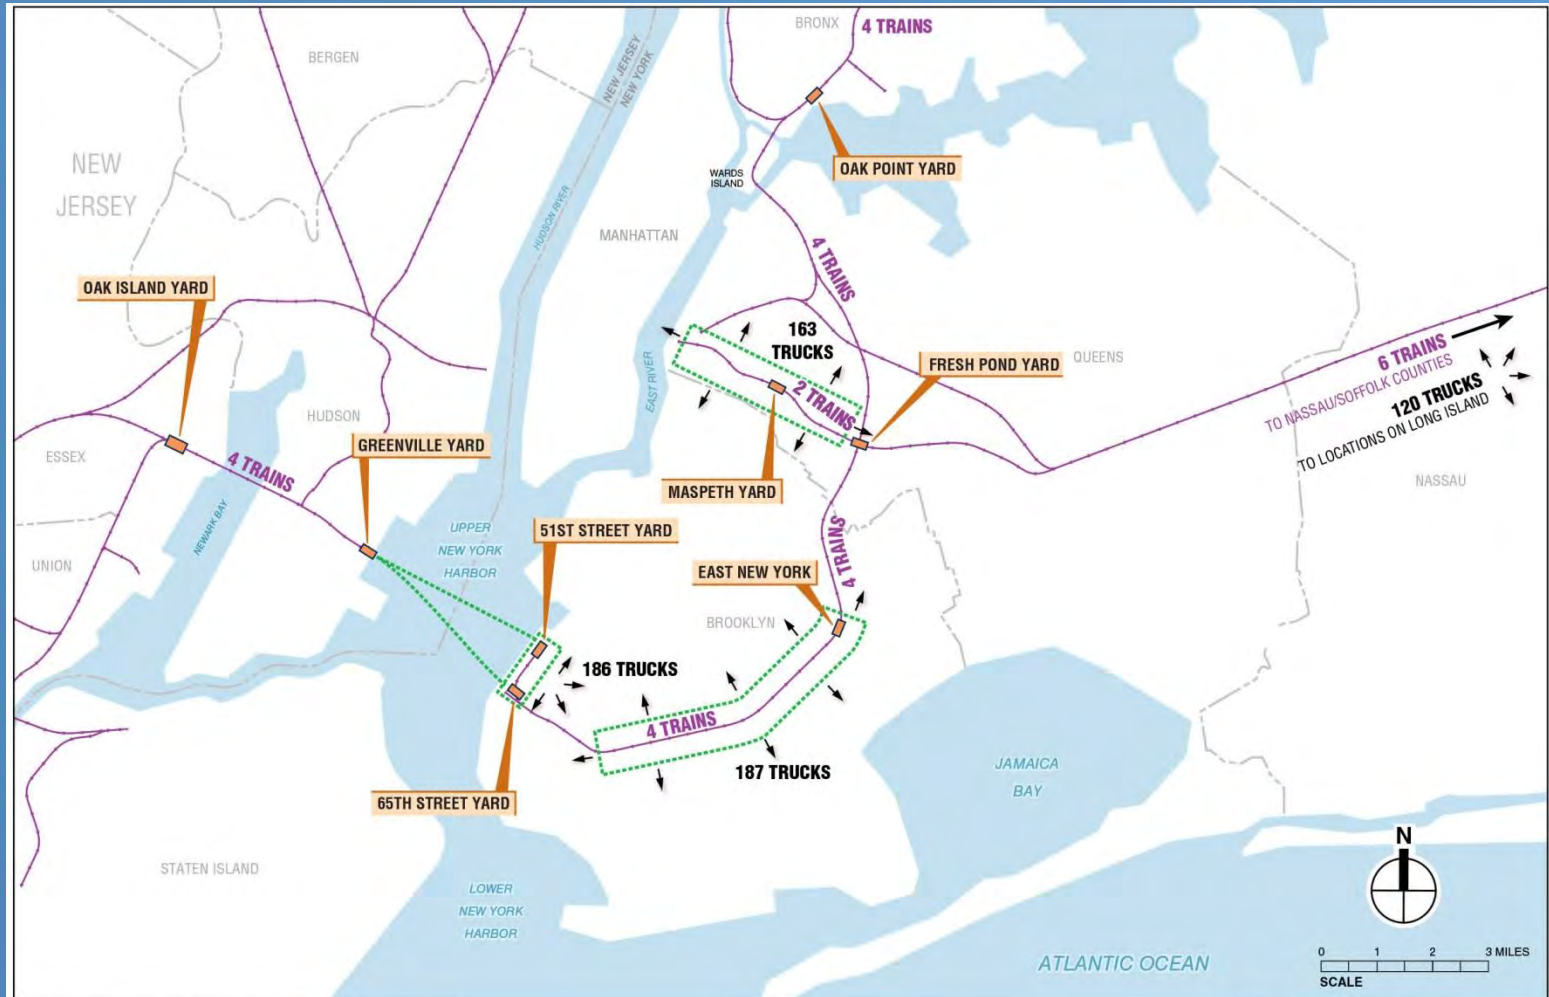 BRONX
4 TRAINS
BERGEN
NEW JERSEY
NEW YORK
NEW
JERSEY
OAK POINT YARD
WARDS
ISLAND
HUDSON RIVER
MANHATTAN
4 TRAINS
OAK ISLAND YARD
163
TRUCKS
EAST RIVER
FRESH POND YARD
QUEENS
6 TRAINS
TO NASSAU/SOFFOLK COUNTIES
120 TRUCKS
TO LOCATIONS ON LONG ISLAND
2 TRAINS
HUDSON
GREENVILLE YARD
ESSEX
4 TRAINS
MASPETH YARD
NASSAU
NEWARK BAY
UPPER
NEW YORK
HARBOR
51ST STREET YARD
4 TRAINS
UNION
EAST NEW YORK
BROOKLYN
186 TRUCKS
4 TRAINS
187 TRUCKS
65TH STREET YARD
JAMAICA
BAY
STATEN ISLAND
LOWER
NEW YORK
HARBOR
N
ATLANTIC OCEAN
0 1 2 3 MILES
SCALE